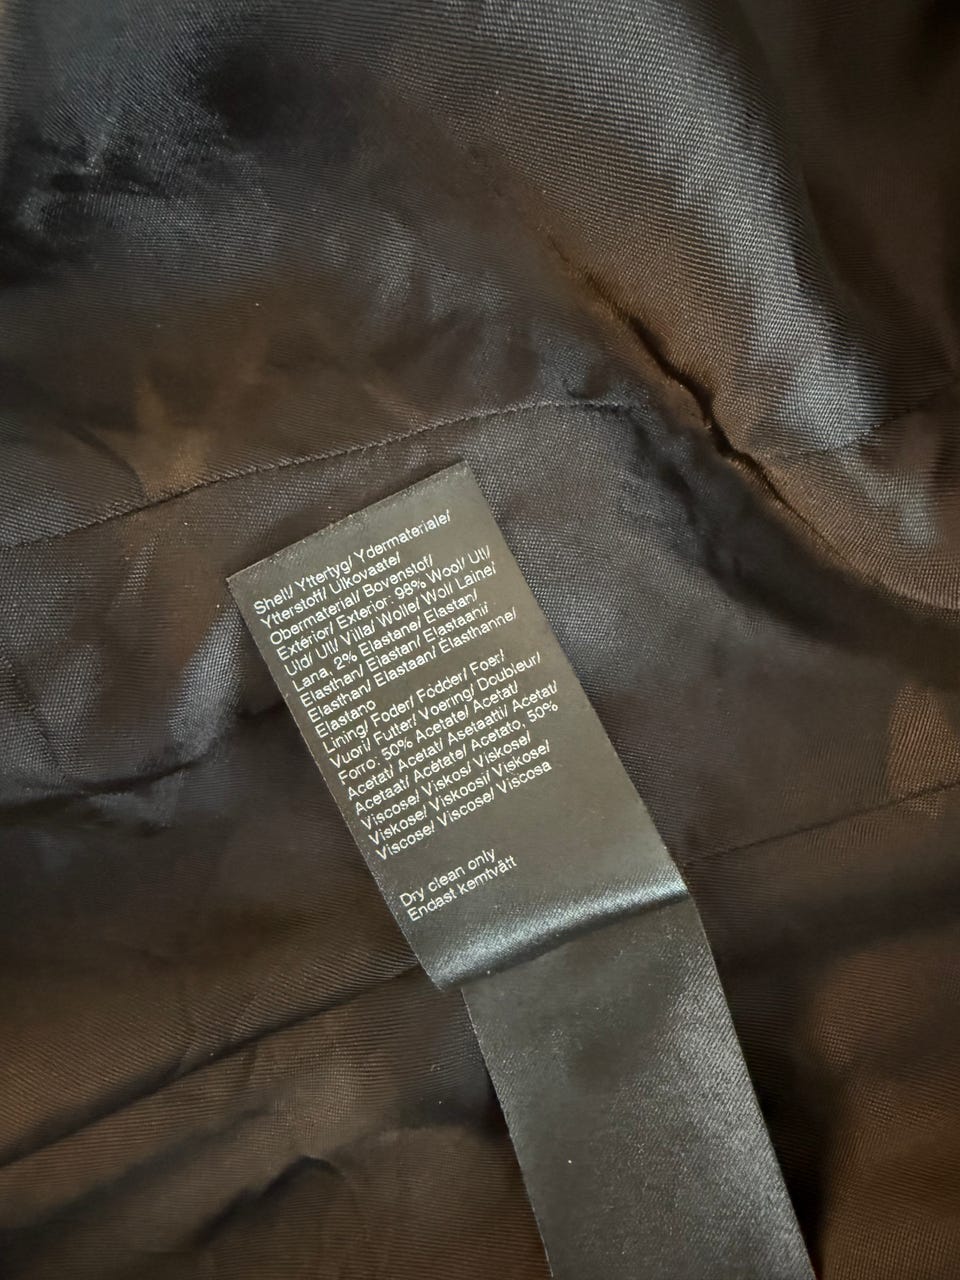 Shell/ Yttertyg/ Ydermateriale/
Ytterstoff/ Ulkovaate/
Obermaterial/ Bovenstof/
Extérior/ Exterior: 98% Wool/ Ull/
Uld/ Ull/ Villa/ Wolle/ Wol/ Laine/
Lana, 2% Elastane/ Elastan/
Elasthan/ Elastan/ Elastaanii
Elasthan/ Elastaan/ Élasthanne/
Elastano
Lining/ Foder/ Födder/ Foer/
Vuori/ Futter/ Voering/ Doubleur/
Forro: 50% Acetate/ Acetat/
Acetat/ Acetat/ Asetaatti/ Acetat/
Acetaat/ Acétate/ Acetato, 50%
Viscose/ Viskos/ Viskose/
Viskose/ Viskoosi/ Viskose/
Viscose/ Viscose/ Viscosa
Dry clean only
Endast kemtvätt